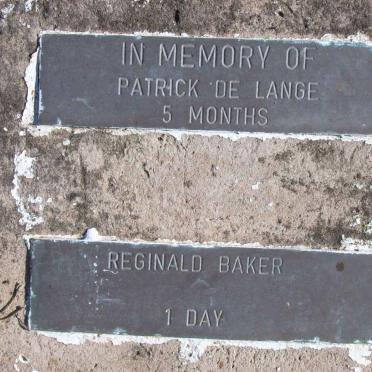 IN MEMORY OF
PATRICK DE LANGE
5 MONTHS
REGINALD BAKER
1 DAY